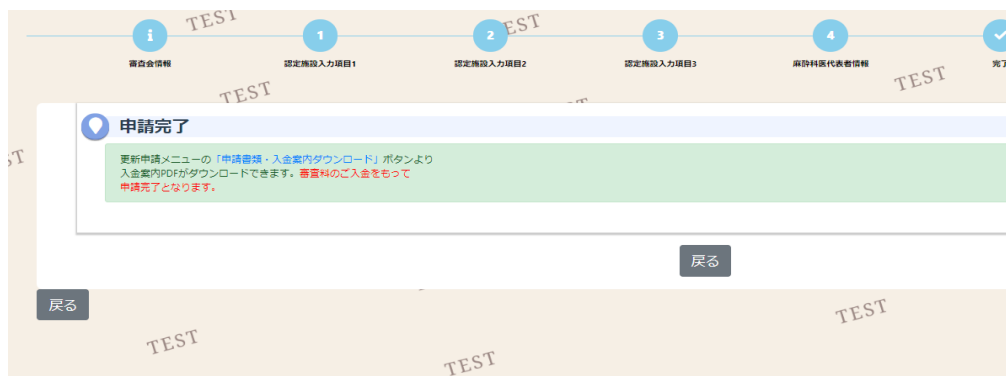 TEST
TEST
i
1
2
3
4
審査会情報
認定施設入力項目1
認定施設入力項目2
認定施設入力項目3
麻酔科医代表者情報
TEST
TEST
申請完了
更新申請メニューの「申請書類・入金案内ダウンロード」ボタンより
入金案内PDFがダウンロードできます。審査料のご入金をもって
申請完了となります。
戻る
戻る
TEST
TEST
TEST